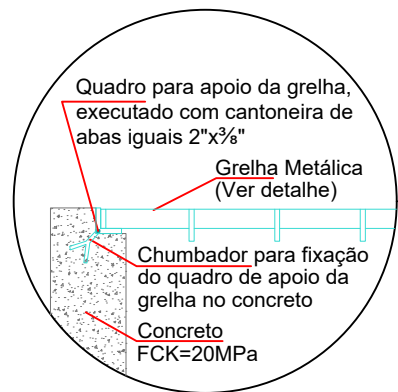 Quadro para apoio da grelha,
executado com cantoneira de
abas iguais 2"x⅜"
Grelha Metálica
(Ver detalhe)
Chumbador para fixação
do quadro de apoio da
grelha no concreto
Concreto
FCK=20MPa